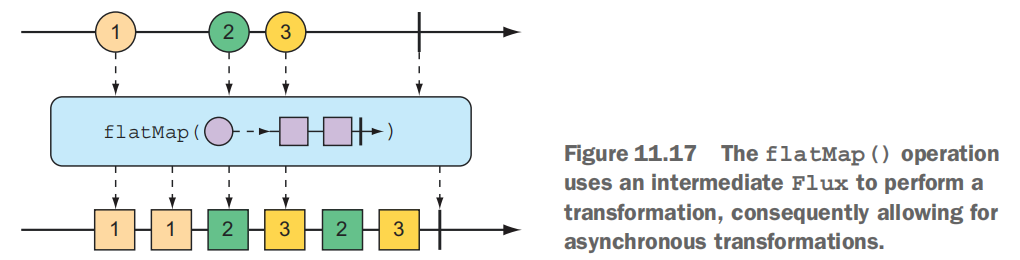 1 2 3
flatMap( )
1 1 2 3 2 3
Figure 11.17 The flatMap() operation
uses an intermediate Flux to perform a
transformation, consequently allowing for
asynchronous transformations.